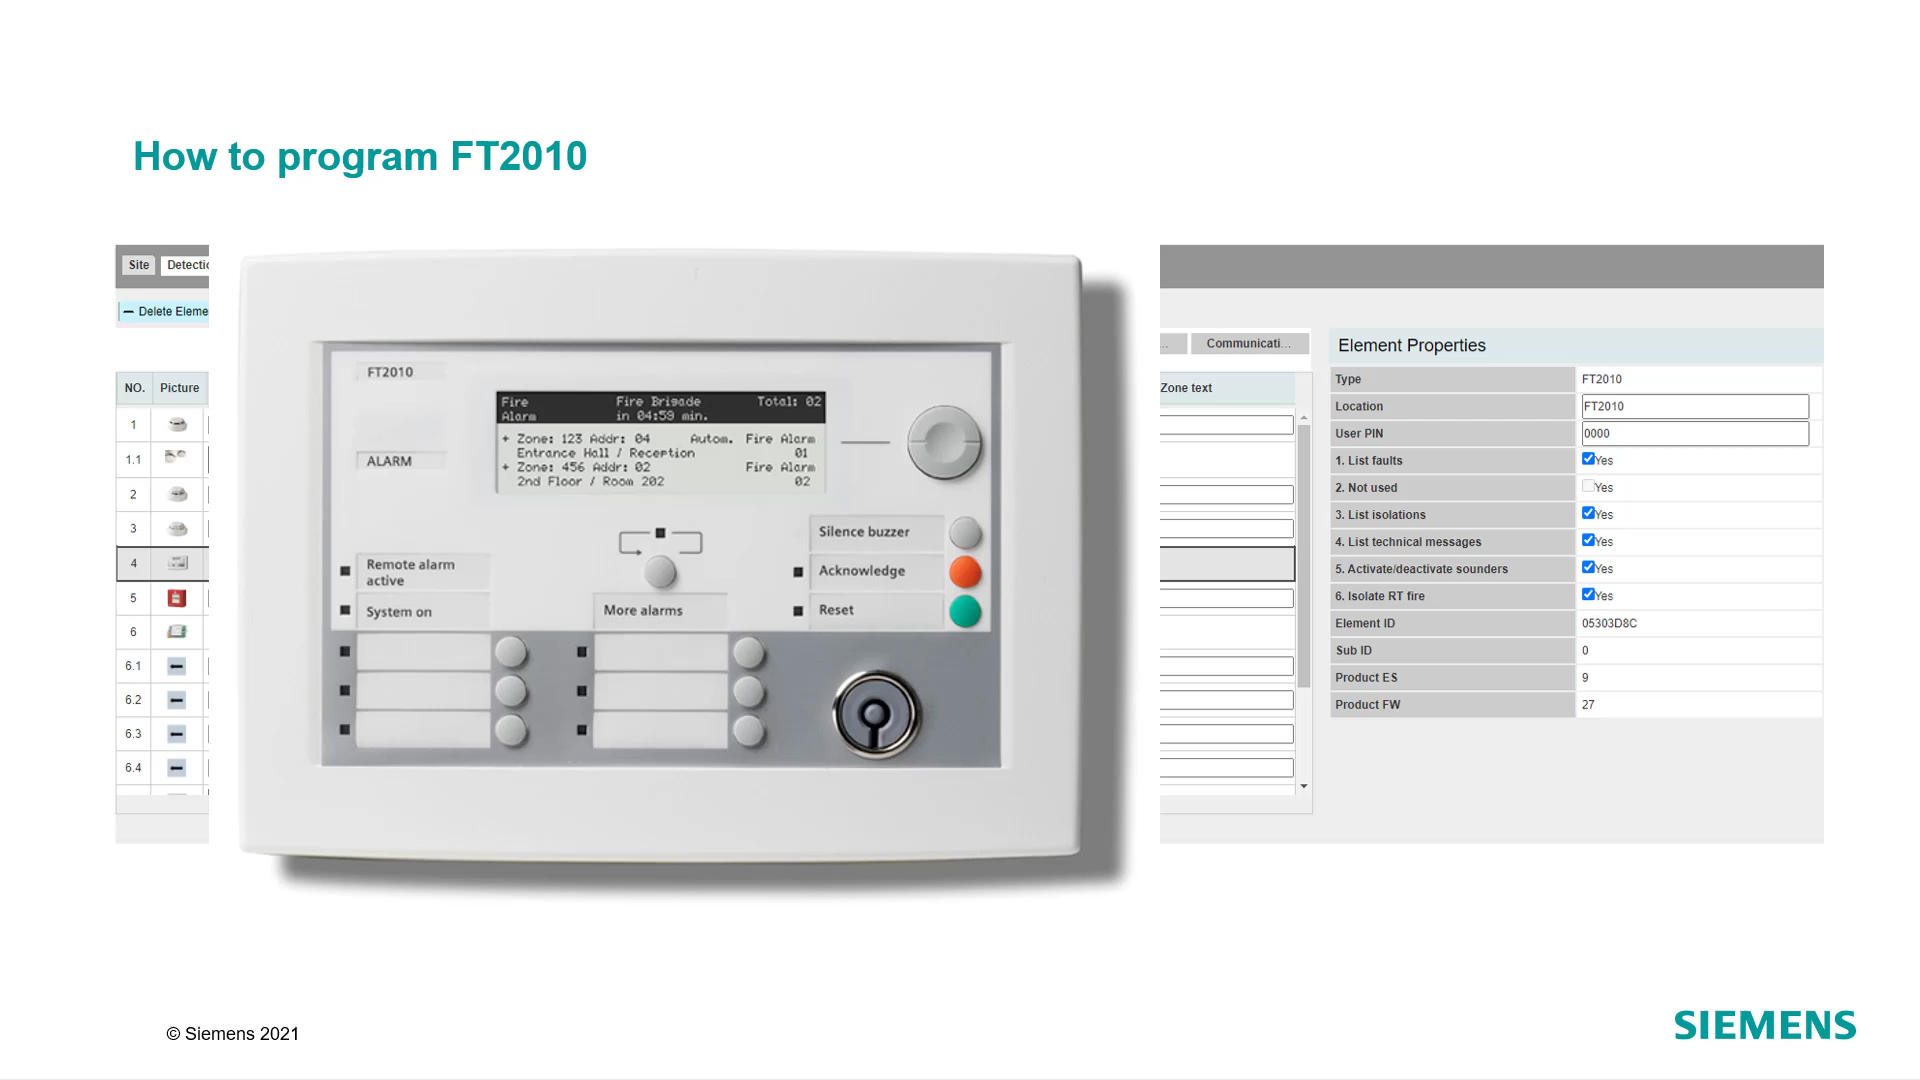 How to program FT2010
Site
Detectio
Delete Eleme
NO. Picture
1
1.1
2
3
4
5
6
6.1
6.2
6.3
6.4
FT2010
ALARM
Fire Fire Brigade Total: 02
Alarm in 04:59 min.
+ Zone: 123 Addr: 04 Autom. Fire Alarm
Entrance Hall / Reception 01
+ Zone: 456 Addr: 02 Fire Alarm
2nd Floor / Room 202 02
Silence buzzer
Acknowledge
Reset
Remote alarm
active
System on
More alarms
... Communicati...
Zone text
Element Properties
Type FT2010
Location FT2010
User PIN 0000
1. List faults Yes
2. Not used Yes
3. List isolations Yes
4. List technical messages Yes
5. Activate/deactivate sounders Yes
6. Isolate RT fire Yes
Element ID 05303D8C
Sub ID 0
Product ES 9
Product FW 27
© Siemens 2021
SIEMENS